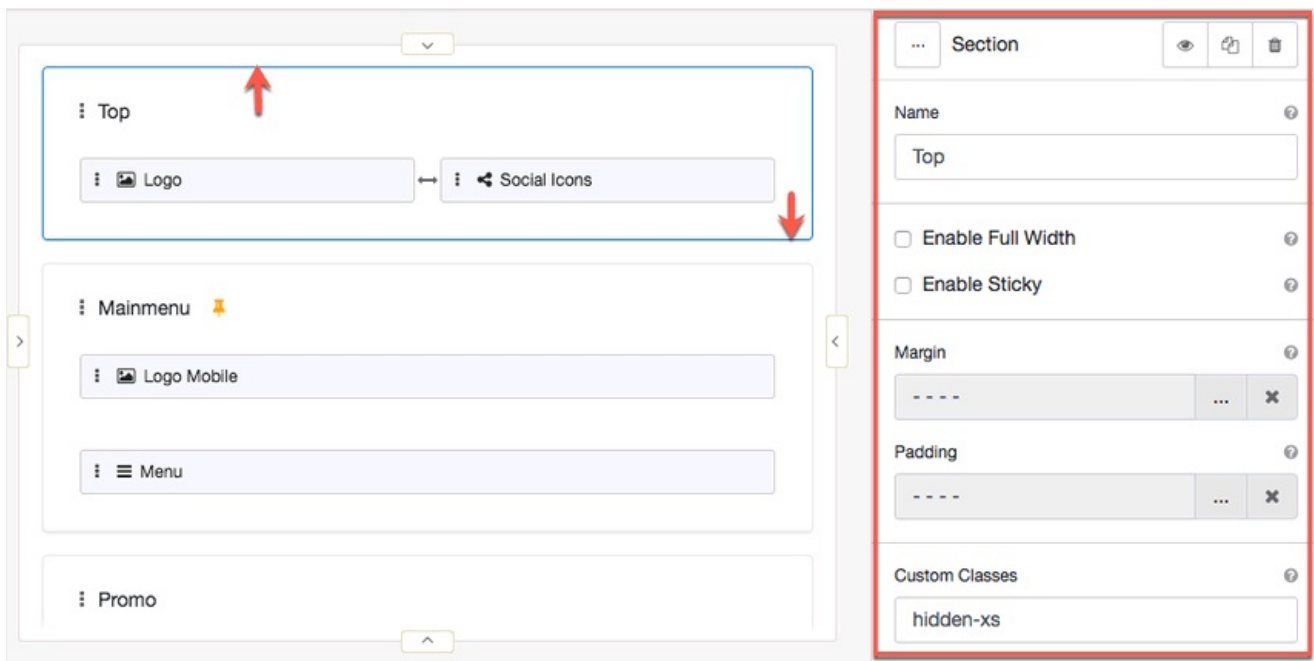 Top
Logo
Social Icons
Mainmenu
Logo Mobile
Menu
Promo
... Section
Name
Top
Enable Full Width
Enable Sticky
Margin
- - - - ...
Padding
- - - - ...
Custom Classes
hidden-xs